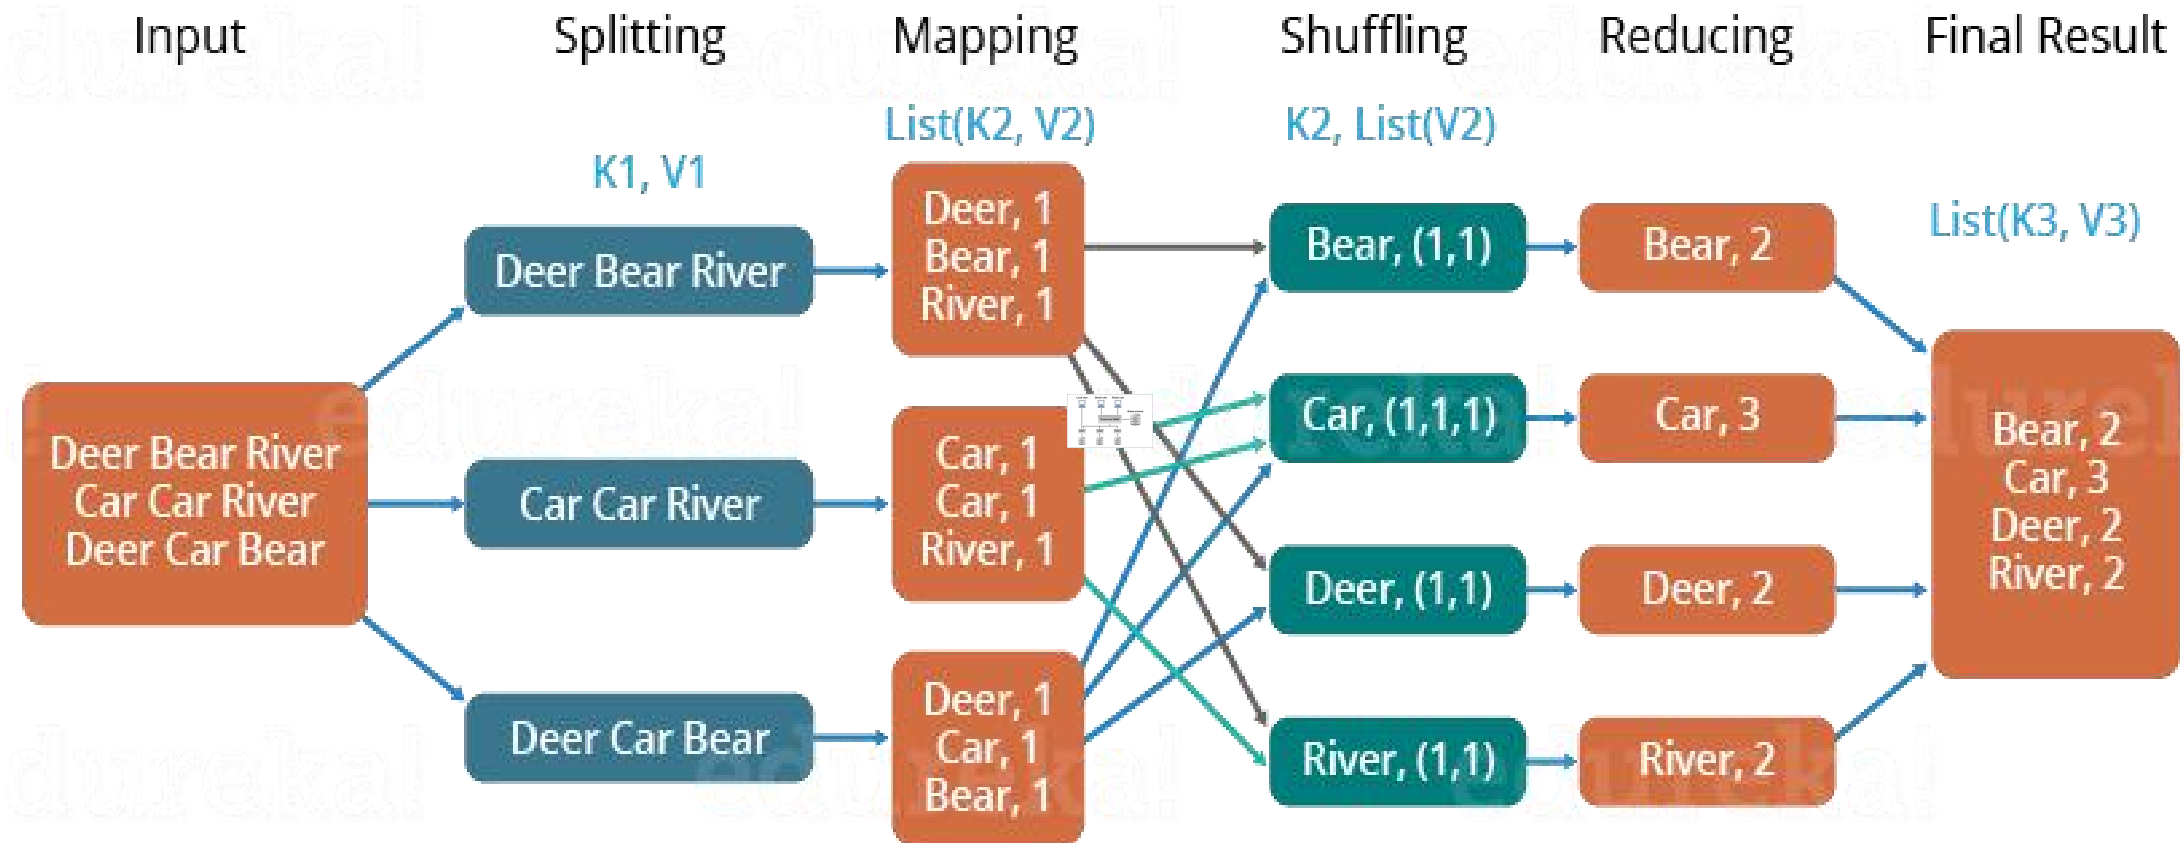 Input
Splitting
Mapping
Shuffling
Reducing
Final Result
List(K2, V2)
K2, List(V2)
K1, V1
List(K3, V3)
Deer Bear River
Car Car River
Deer Car Bear
Deer Bear River
Car Car River
Deer Car Bear
Deer, 1
Bear, 1
River, 1
Car, 1
Car, 1
River, 1
Deer, 1
Car, 1
Bear, 1
Bear, (1,1)
Car, (1,1,1)
Deer, (1,1)
River, (1,1)
Bear, 2
Car, 3
Deer, 2
River, 2
Bear, 2
Car, 3
Deer, 2
River, 2
edureka!